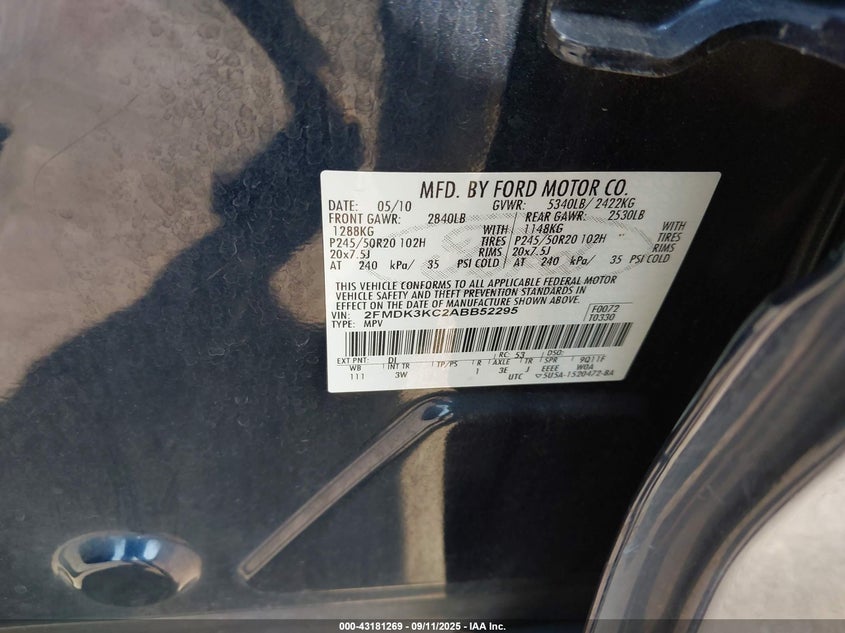 MFD. BY FORD MOTOR CO.
DATE: 05/10 GVWR: 5340LB/ 2422KG
FRONT GAWR: 2840LB REAR GAWR: 2530LB
1288KG WITH 1148KG WITH
P245/50R20 102H TIRES P245/50R20 102H TIRES
20x7.5J RIMS 20x7.5J RIMS
AT 240 kPa/ 35 PSI COLD AT 240 kPa/ 35 PSI COLD
THIS VEHICLE CONFORMS TO ALL APPLICABLE FEDERAL MOTOR
VEHICLE SAFETY AND THEFT PREVENTION STANDARDS IN
EFFECT ON THE DATE OF MANUFACTURE SHOWN ABOVE.
VIN: 2FMDK3KC2ABB52295 F0072
TYPE: MPV T0330
EXT PNT: DJ RC: 53 DSO:
WB INT TR TP/PS R AXLE TR SPR 9Q11F
111 3W 1 3E J EEEE W0A
UTC 5U5A-1520472-BA
000-43181269 - 09/11/2025 - IAA Inc.